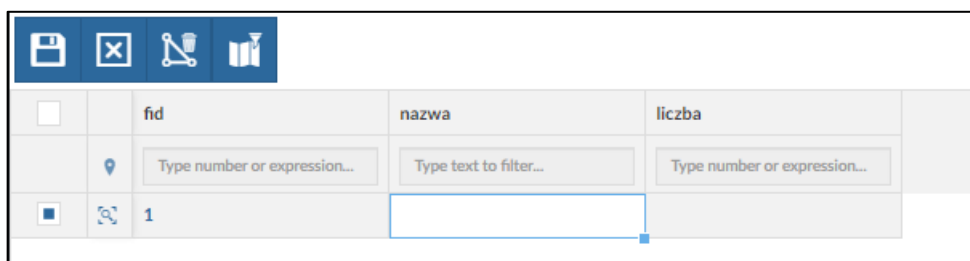 fid nazwa liczba
Type number or expression... Type text to filter... Type number or expression...
1